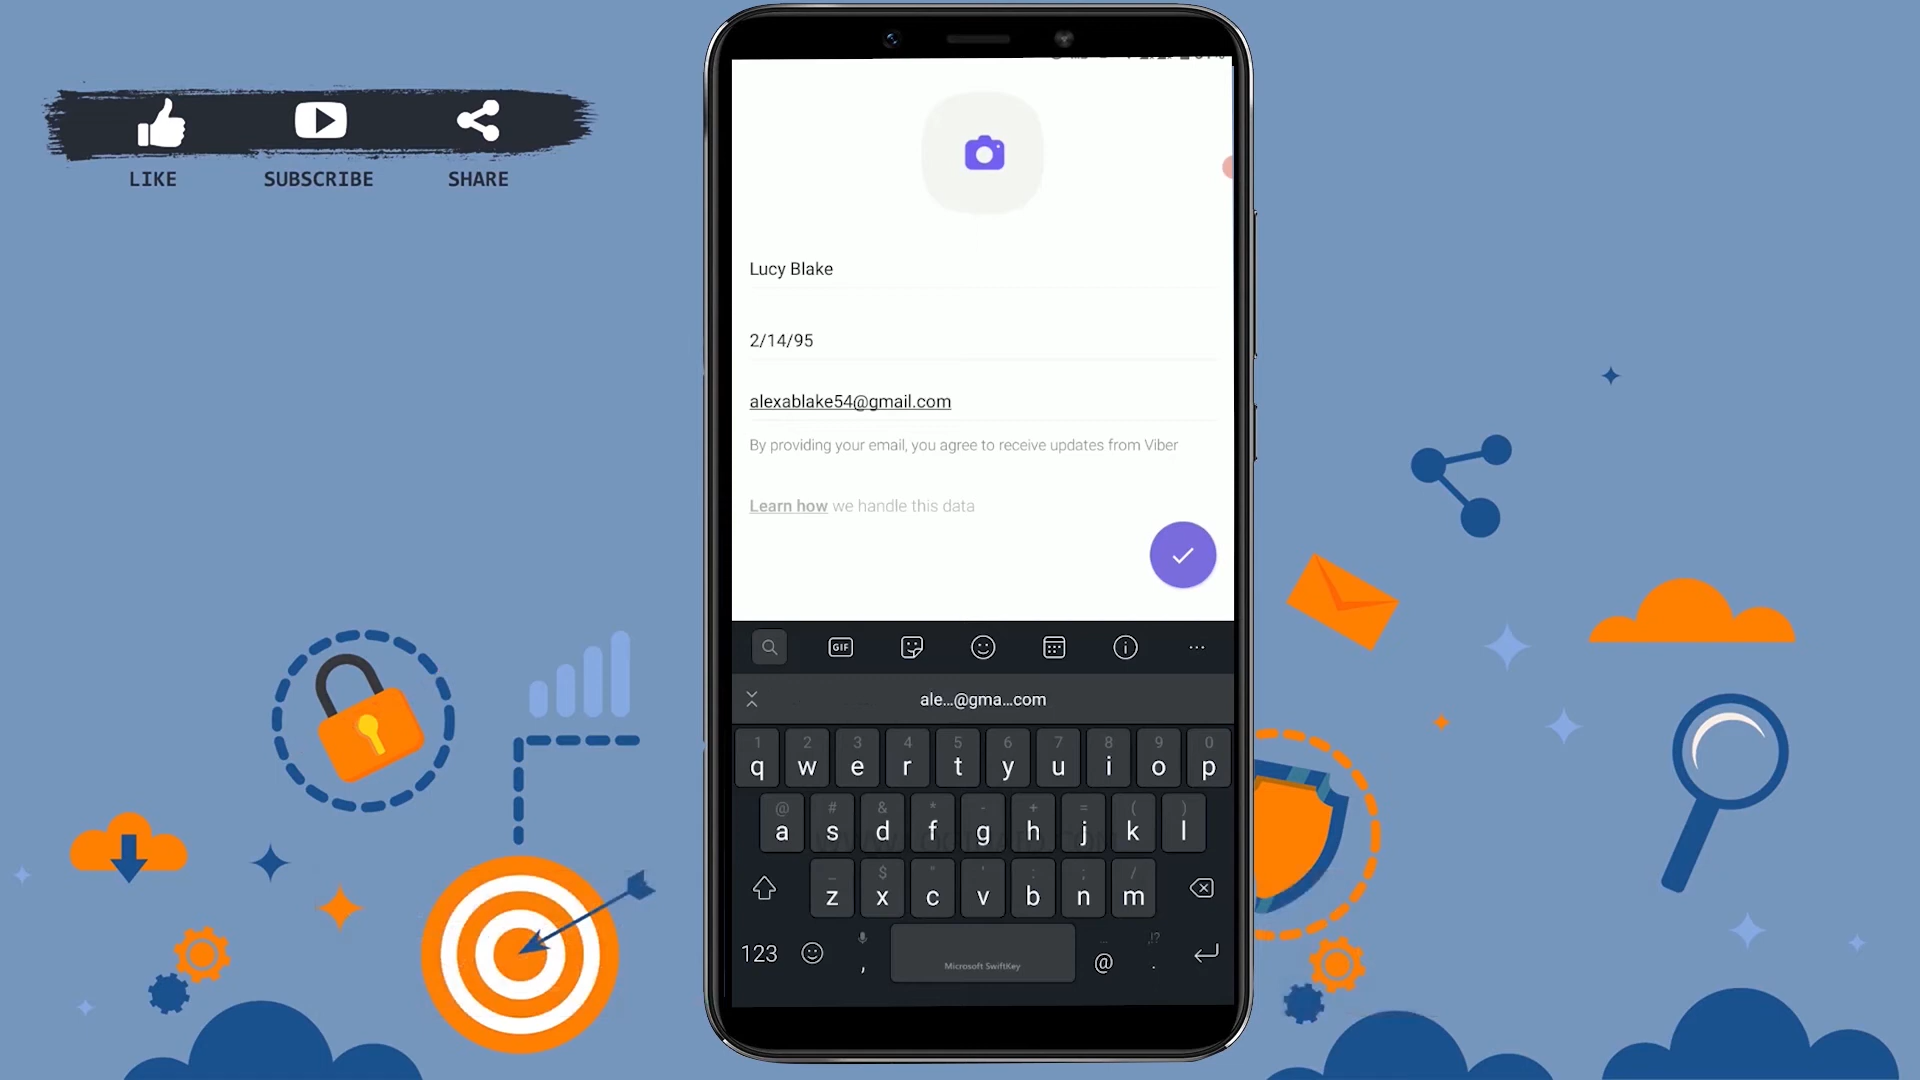 LIKE SUBSCRIBE SHARE
Lucy Blake
2/14/95
alexablake54@gmail.com
By providing your email, you agree to receive updates from Viber
Learn how we handle this data
GIF
ale...@gma...com
1 2 3 4 5 6 7 8 9 0
q w e r t y u i o p
@ # & * - + = ( )
a s d f g h j k l
_ $ " ' : ; /
z x c v b n m
123 , Microsoft SwiftKey @ . ,!?